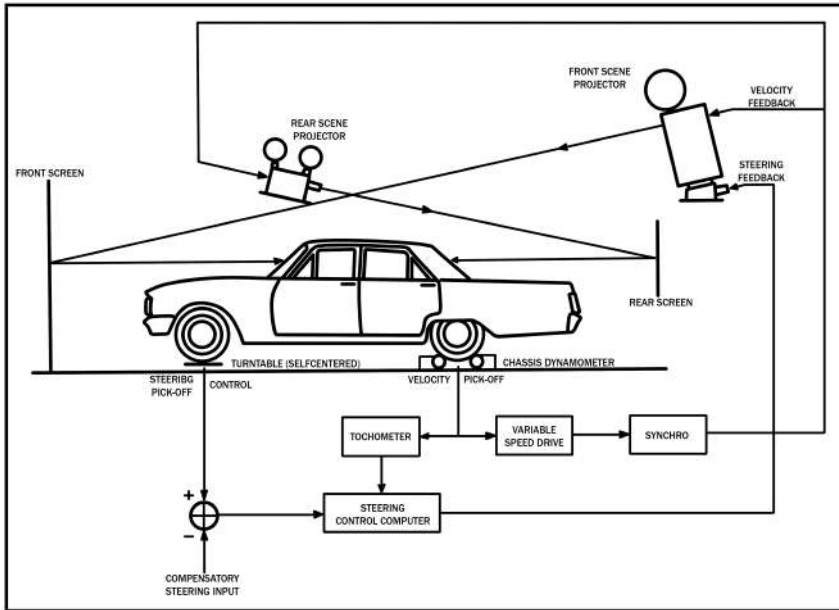 FRONT SCENE
PROJECTOR
VELOCITY
FEEDBACK
REAR SCENE
PROJECTOR
STEERING
FEEDBACK
FRONT SCREEN
REAR SCREEN
TURNTABLE (SELFCENTERED)
CHASSIS DYNAMOMETER
STEERIBG
PICK-OFF
CONTROL
VELOCITY
PICK-OFF
TOCHOMETER
VARIABLE
SPEED DRIVE
SYNCHRO
+
STEERING
CONTROL COMPUTER
−
COMPENSATORY
STEERING INPUT